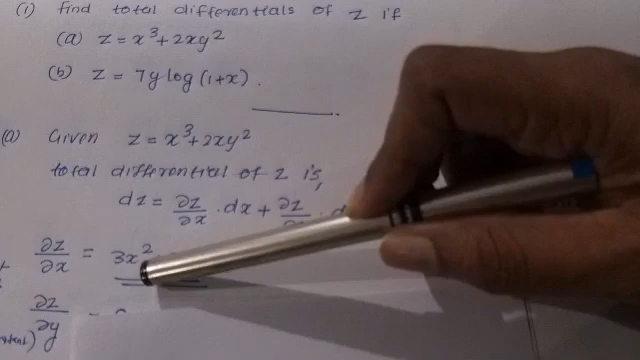 (1) Find total differentials of z if
(a) z = x³ + 2xy²
(b) z = 7y log (1+x).
(a) Given z = x³ + 2xy²
total differential of z is,
dz = ∂z/∂x · dx + ∂z/
∂z/∂x = 3x²
∂z/∂y =